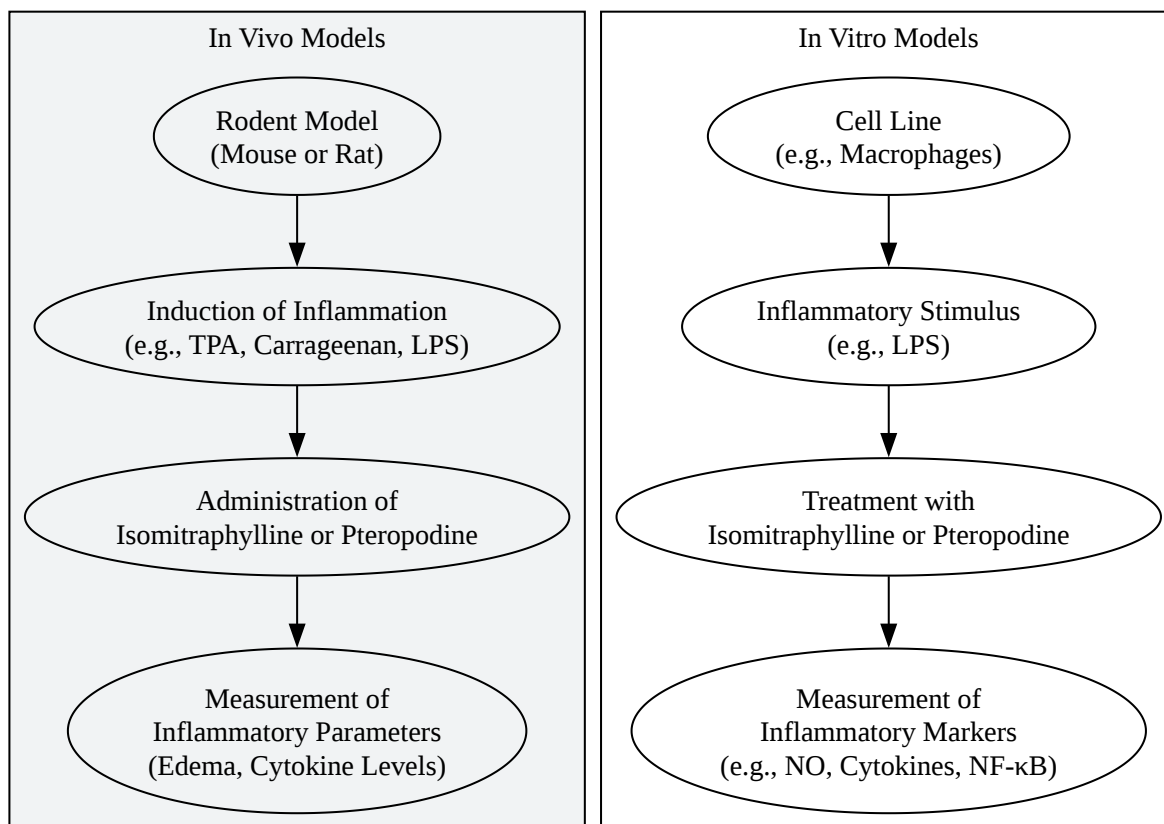 In Vivo Models
Rodent Model
(Mouse or Rat)
Induction of Inflammation
(e.g., TPA, Carrageenan, LPS)
Administration of
Isomitraphylline or Pteropodine
Measurement of
Inflammatory Parameters
(Edema, Cytokine Levels)
In Vitro Models
Cell Line
(e.g., Macrophages)
Inflammatory Stimulus
(e.g., LPS)
Treatment with
Isomitraphylline or Pteropodine
Measurement of
Inflammatory Markers
(e.g., NO, Cytokines, NF-κB)